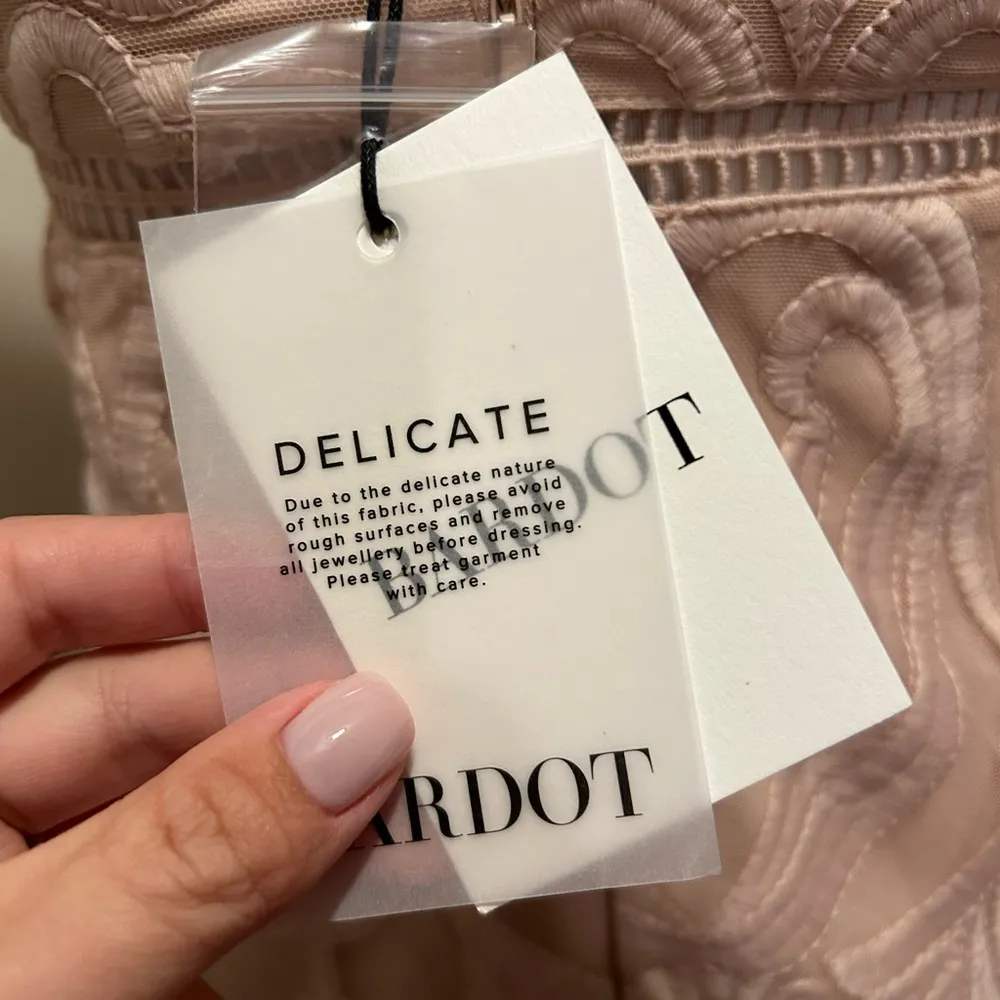 DELICATE
Due to the delicate nature
of this fabric, please avoid
rough surfaces and remove
all jewellery before dressing.
Please treat garment
with care.
BARDOT
ARDOT